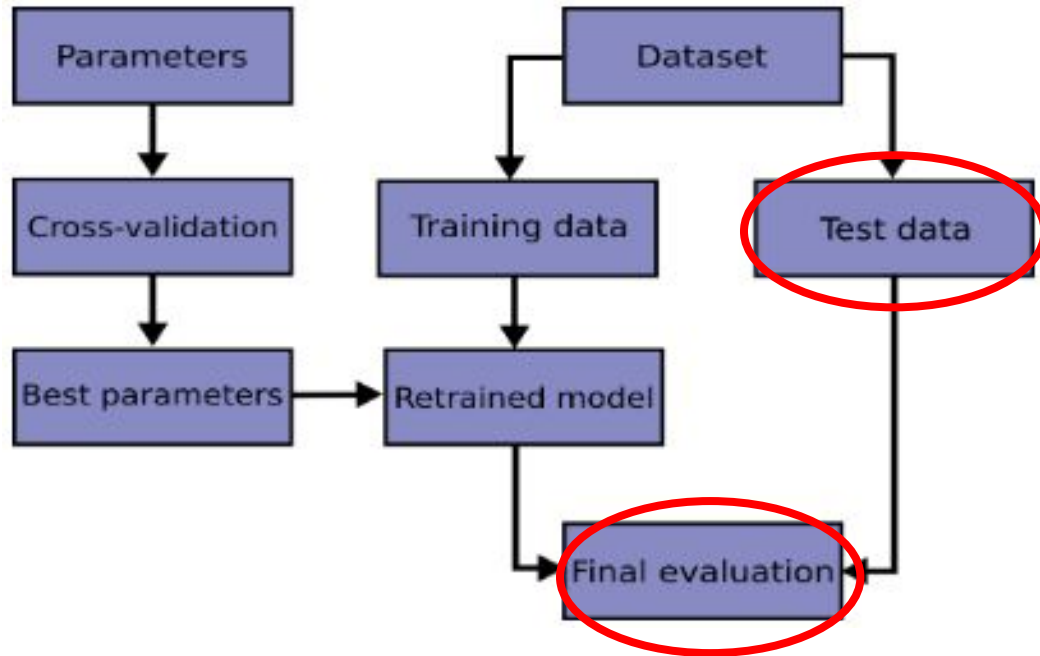 Parameters
Dataset
Cross-validation
Training data
Test data
Best parameters
Retrained model
Final evaluation